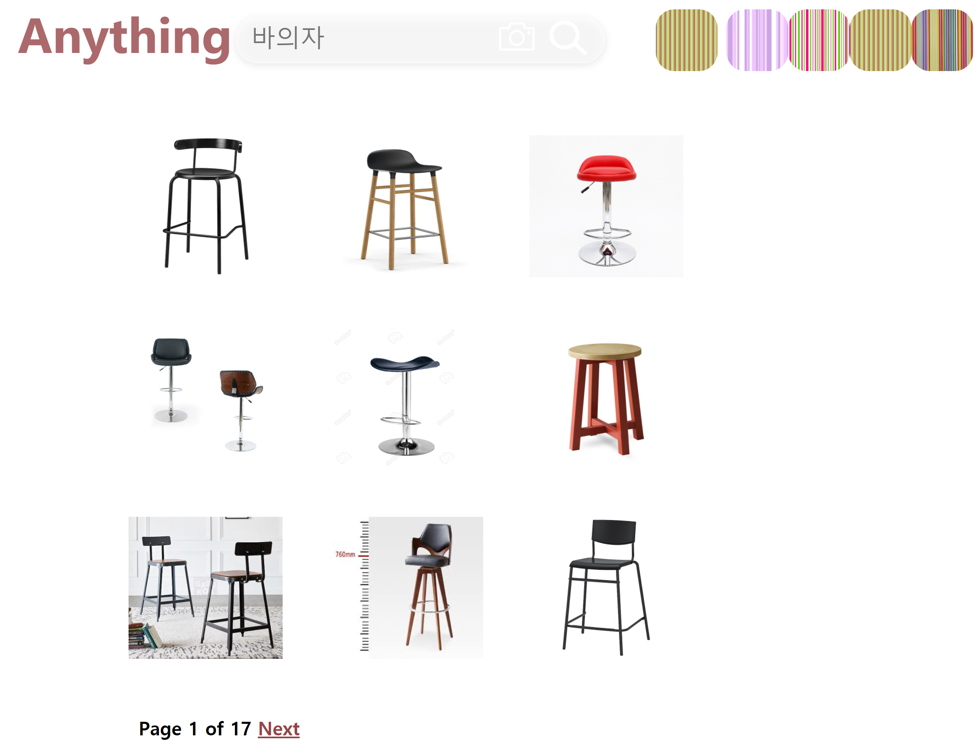 Anything
바의자
760mm
Page 1 of 17 Next